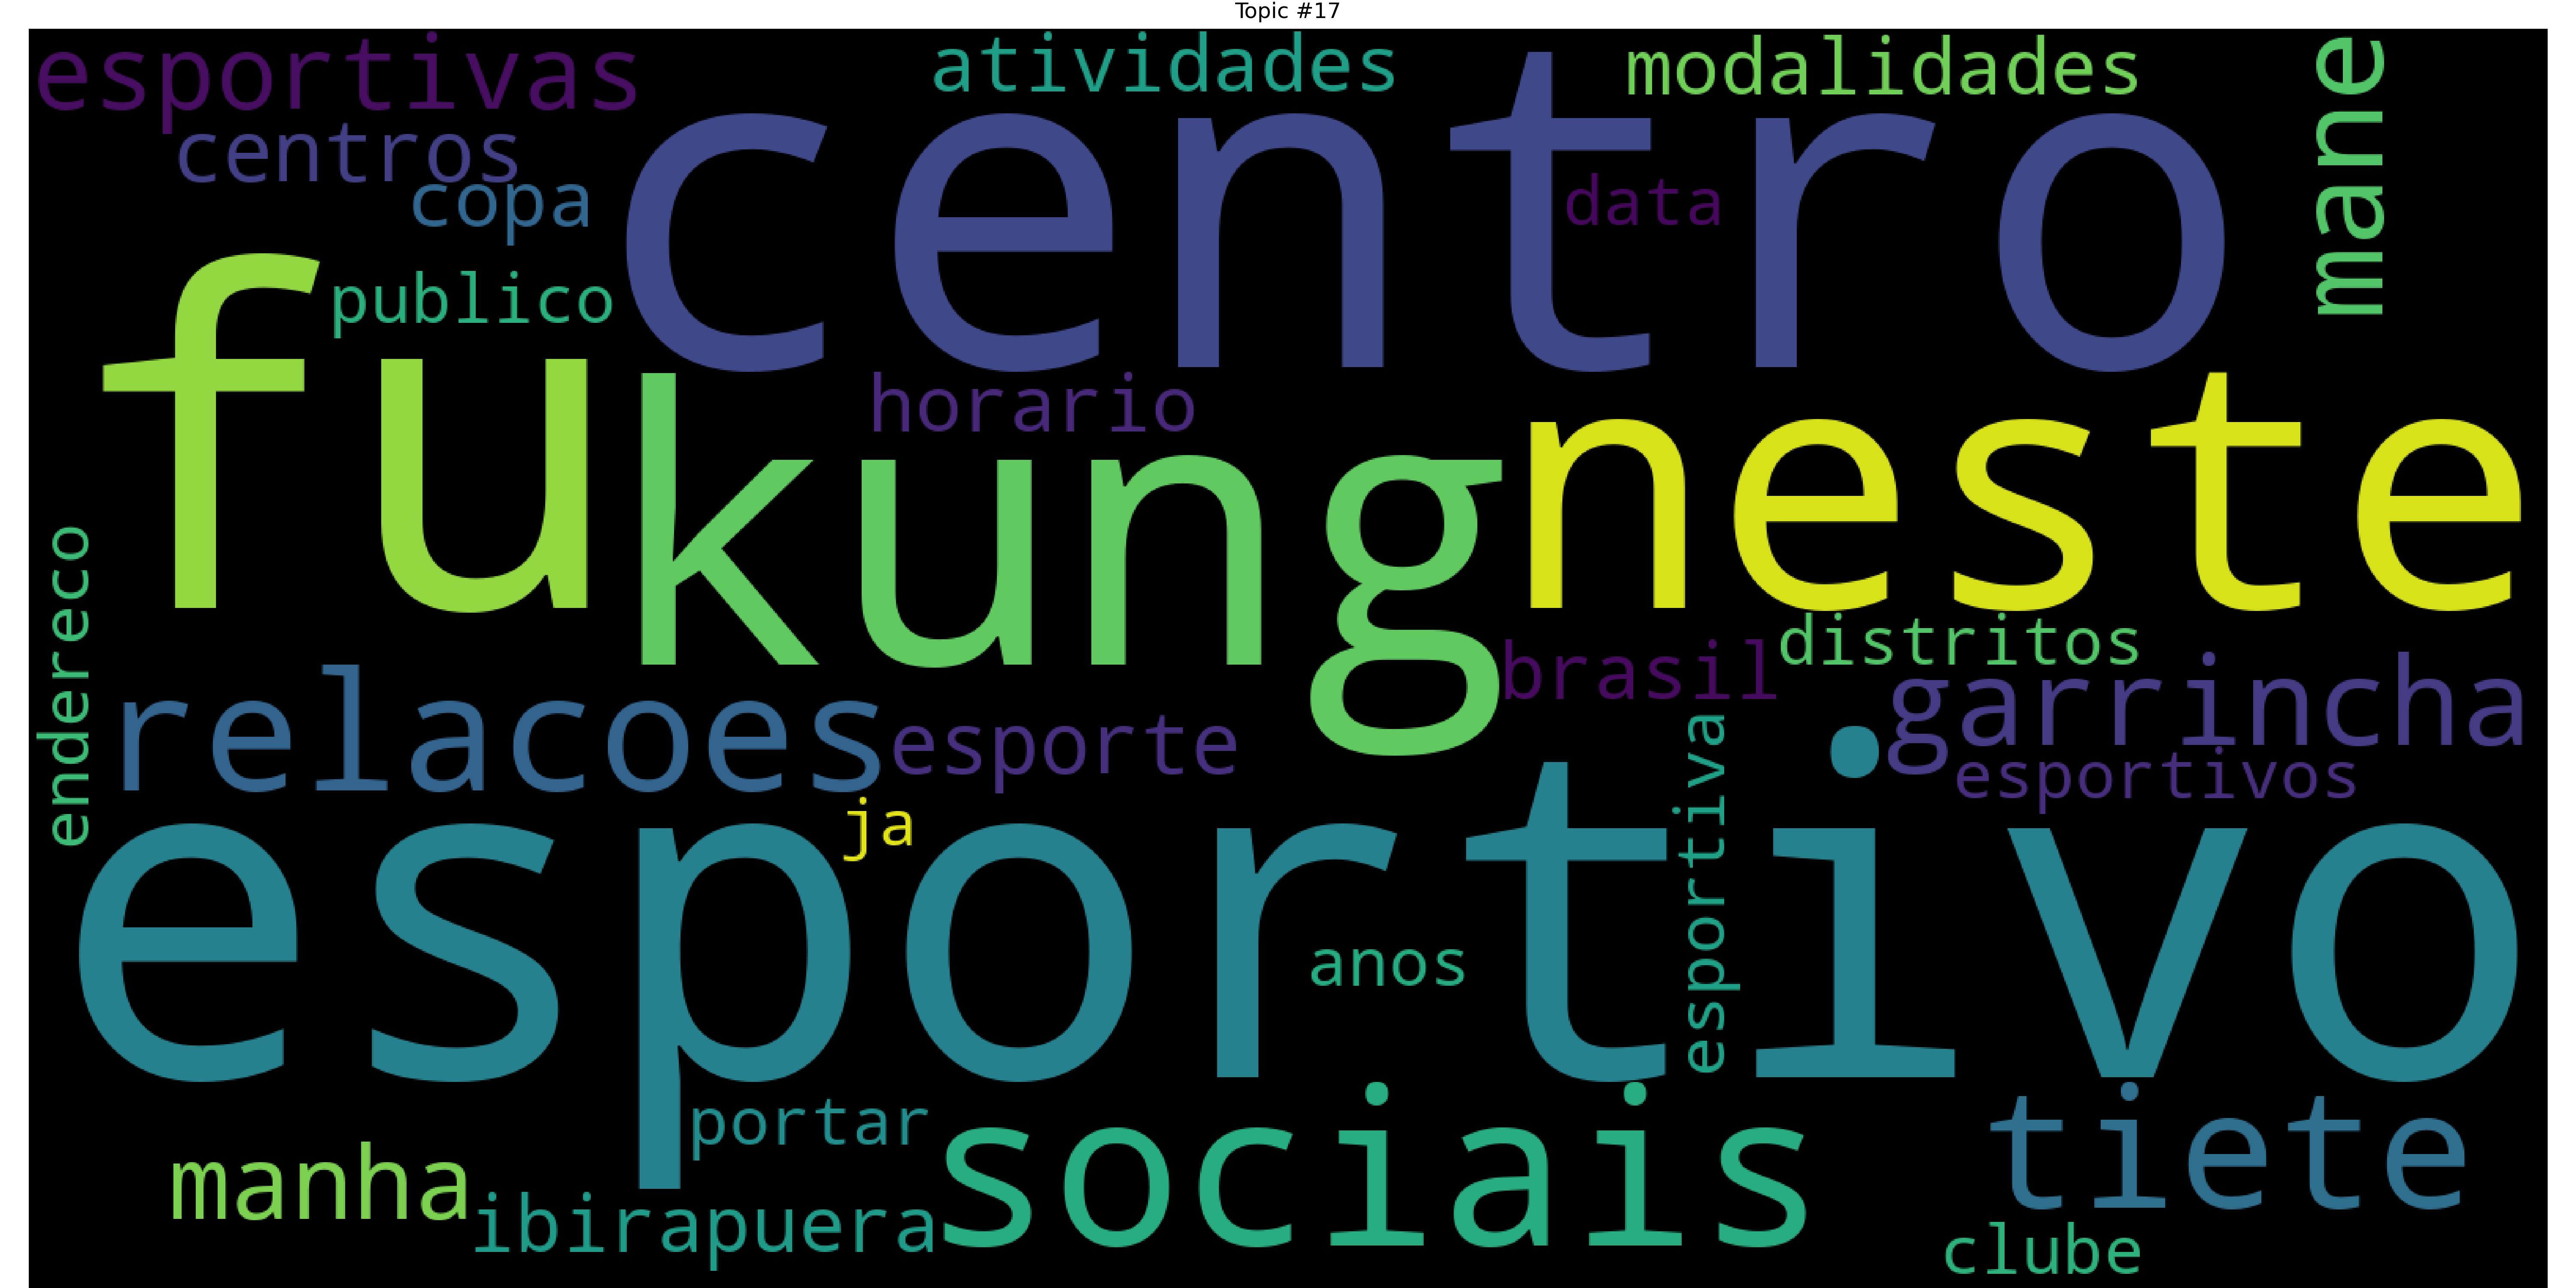 Topic #17
esportivas
atividades
modalidades
mane
centros
copa
centro
data
publico
fu
horario
kung
neste
endereco
brasil
distritos
relacoes
esporte
garrincha
esportivos
ja
esportiva
esportivo
anos
portar
sociais
tiete
manha
ibirapuera
clube